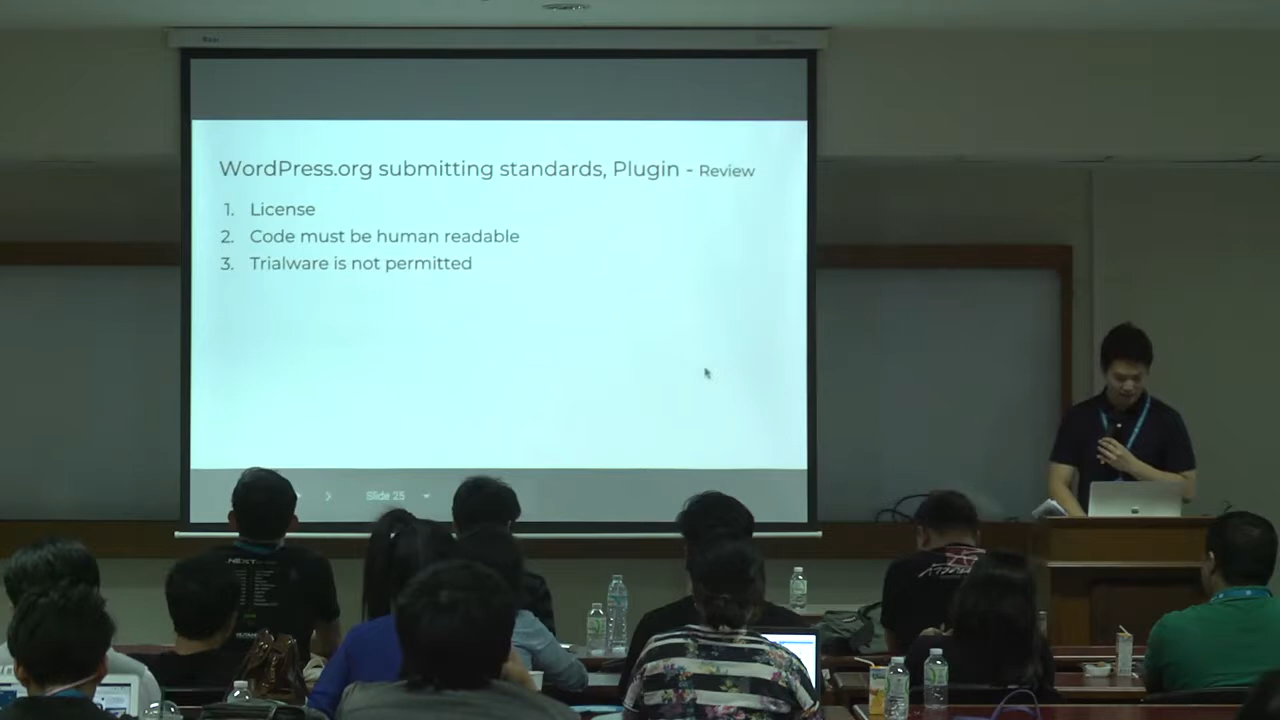 WordPress.org submitting standards, Plugin - Review
1. License
2. Code must be human readable
3. Trialware is not permitted
Slide 25